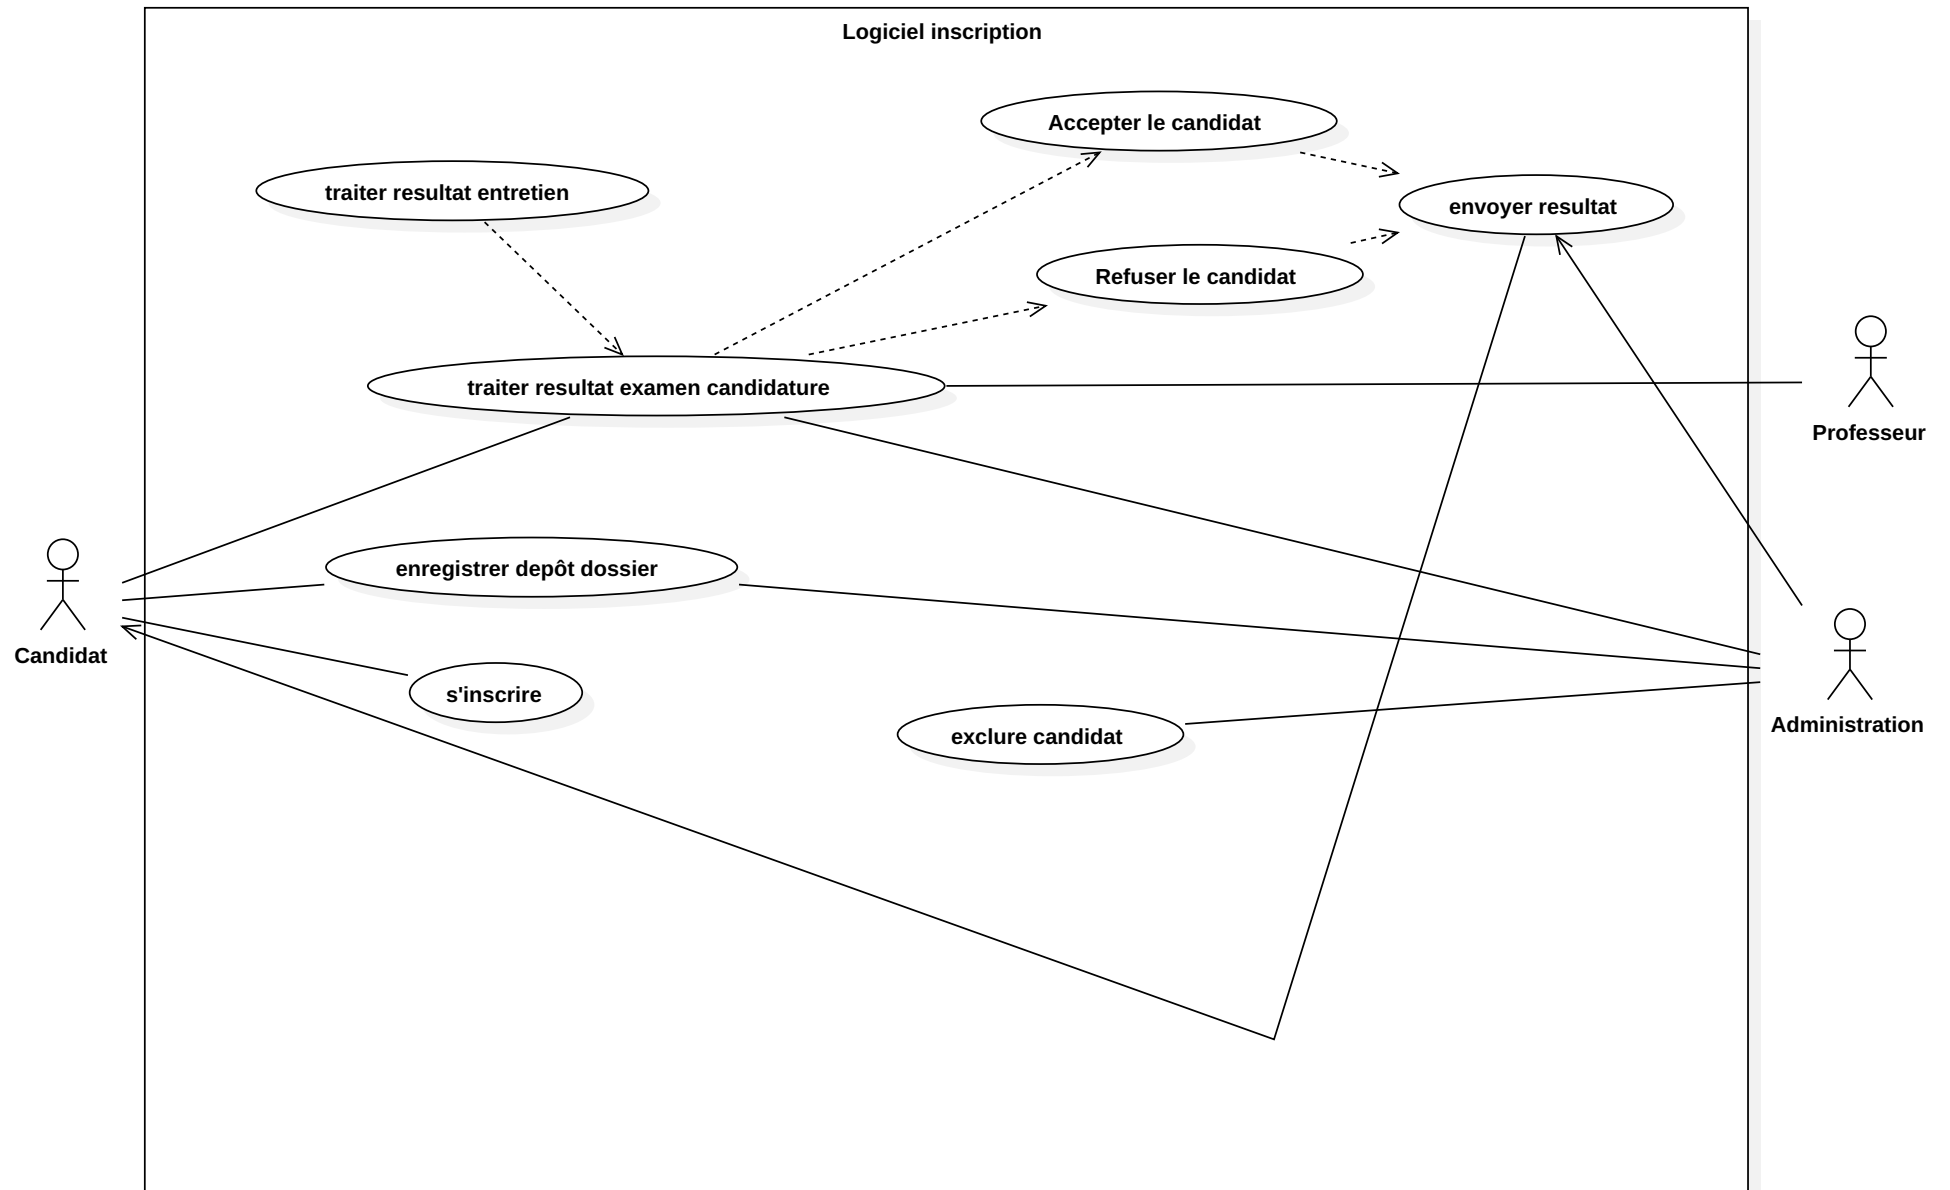 Logiciel inscription
Accepter le candidat
traiter resultat entretien
envoyer resultat
Refuser le candidat
traiter resultat examen candidature
Professeur
enregistrer depôt dossier
Candidat
s'inscrire
exclure candidat
Administration